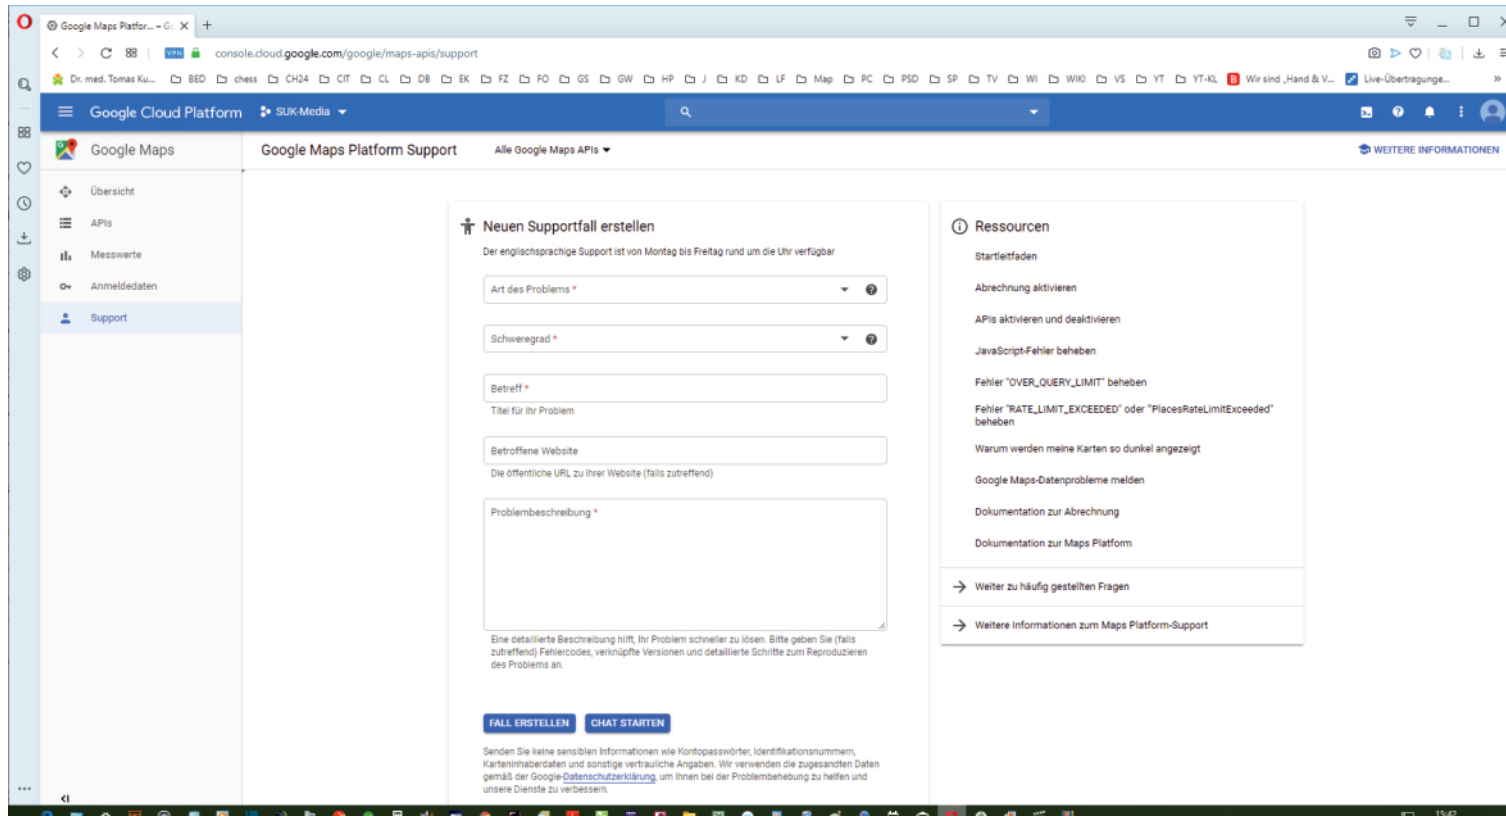 Google Maps Platfor... – G
VPN console.cloud.google.com/google/maps-apis/support
Dr. med. Tomas Ku... BED chess CH24 CIT CL DB EK FZ FO GS GW HP J KD LF Map PC PSD SP TV WI WIKI VS YT YT-KL Wir sind „Hand & V... Live-Übertragunge... »
Google Cloud Platform SUK-Media
Google Maps Google Maps Platform Support Alle Google Maps APIs WEITERE INFORMATIONEN
Übersicht
APIs
Messwerte
Anmeldedaten
Support
Neuen Supportfall erstellen
Der englischsprachige Support ist von Montag bis Freitag rund um die Uhr verfügbar
Art des Problems *
Schweregrad *
Betreff *
Titel für Ihr Problem
Betroffene Website
Die öffentliche URL zu Ihrer Website (falls zutreffend)
Problembeschreibung *
Eine detaillierte Beschreibung hilft, Ihr Problem schneller zu lösen. Bitte geben Sie (falls
zutreffend) Fehlercodes, verknüpfte Versionen und detaillierte Schritte zum Reproduzieren
des Problems an.
FALL ERSTELLEN CHAT STARTEN
Senden Sie keine sensiblen Informationen wie Kontopasswörter, Identifikationsnummern,
Karteninhaberdaten und sonstige vertrauliche Angaben. Wir verwenden die zugesandten Daten
gemäß der Google-Datenschutzerklärung, um Ihnen bei der Problembehebung zu helfen und
unsere Dienste zu verbessern.
Ressourcen
Startleitfaden
Abrechnung aktivieren
APIs aktivieren und deaktivieren
JavaScript-Fehler beheben
Fehler "OVER_QUERY_LIMIT" beheben
Fehler "RATE_LIMIT_EXCEEDED" oder "PlacesRateLimitExceeded"
beheben
Warum werden meine Karten so dunkel angezeigt
Google Maps-Datenprobleme melden
Dokumentation zur Abrechnung
Dokumentation zur Maps Platform
Weiter zu häufig gestellten Fragen
Weitere Informationen zum Maps Platform-Support
15:42